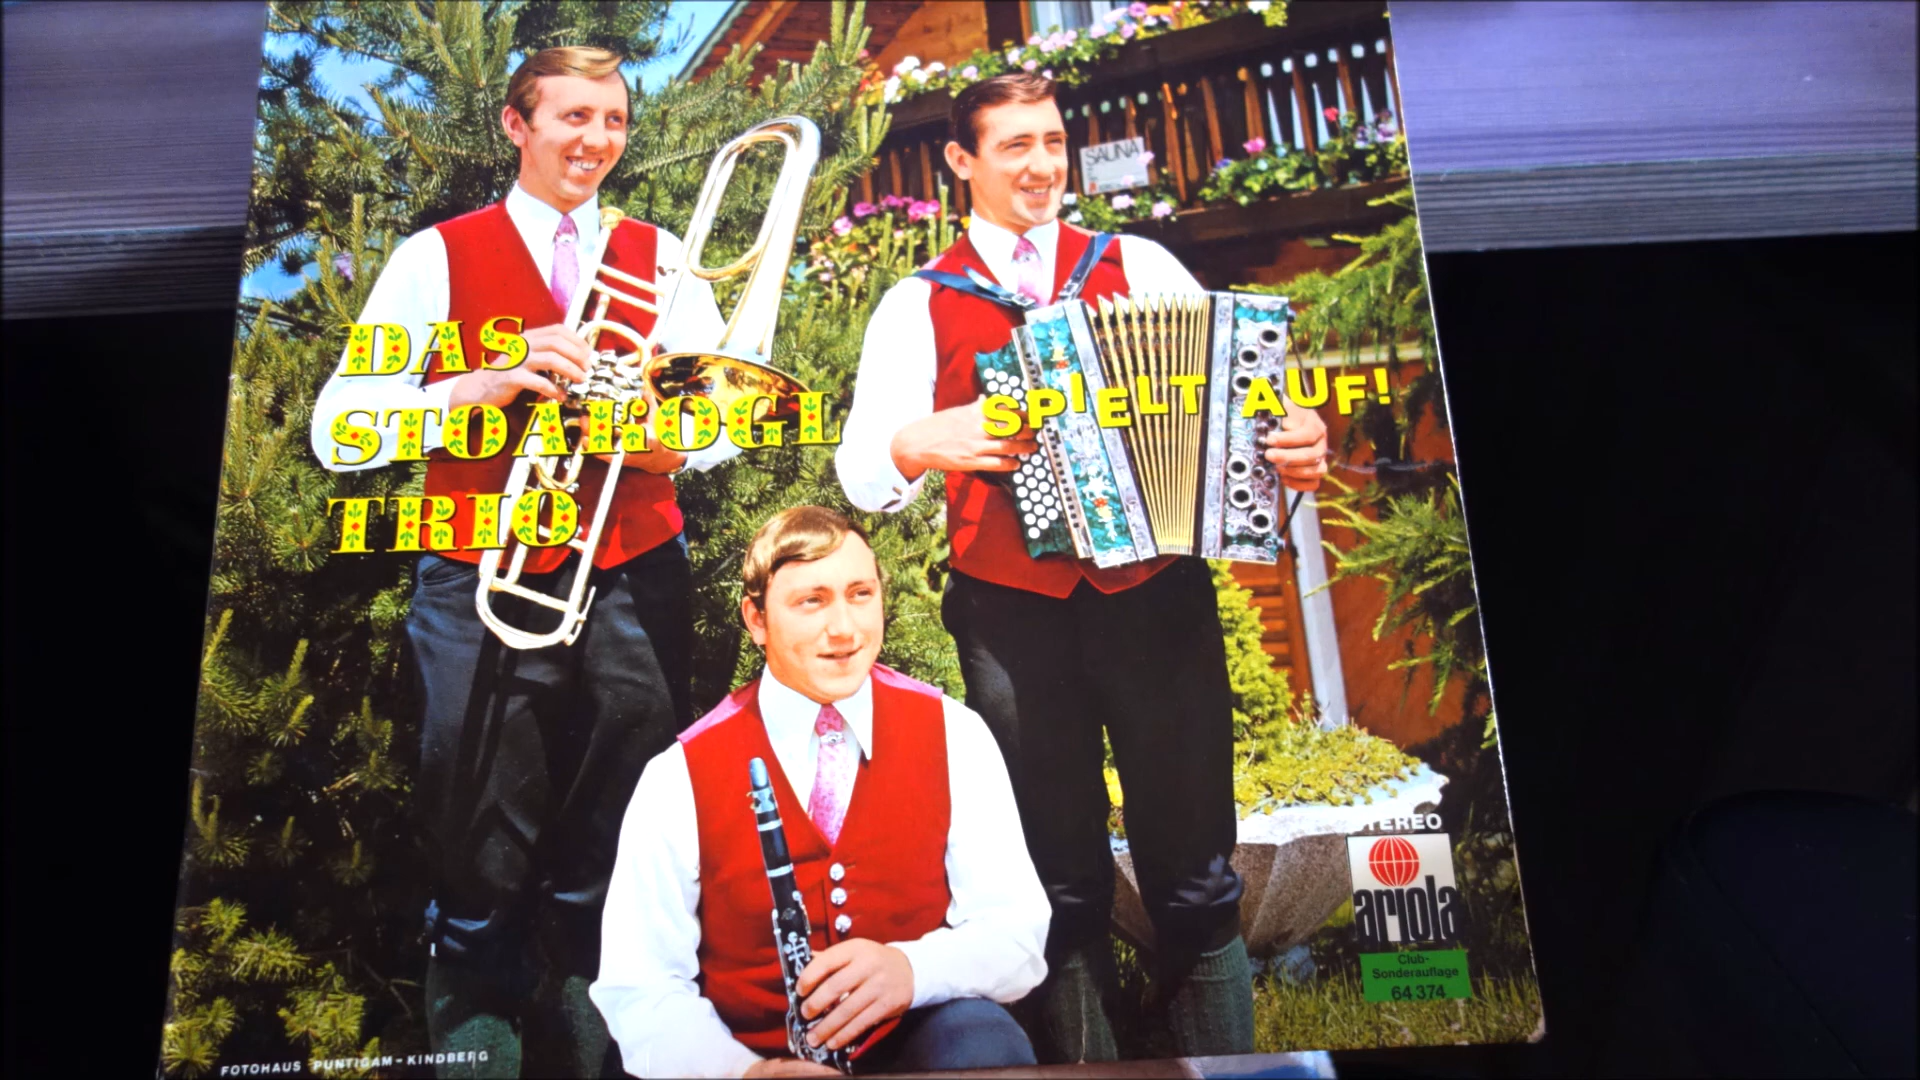 SAUNA
DAS
STOAKOGL
TRIO
SPIELT AUF!
STEREO
ariola
Club-
Sonderauflage
64 374
FOTOHAUS PUNTIGAM-KINDBERG